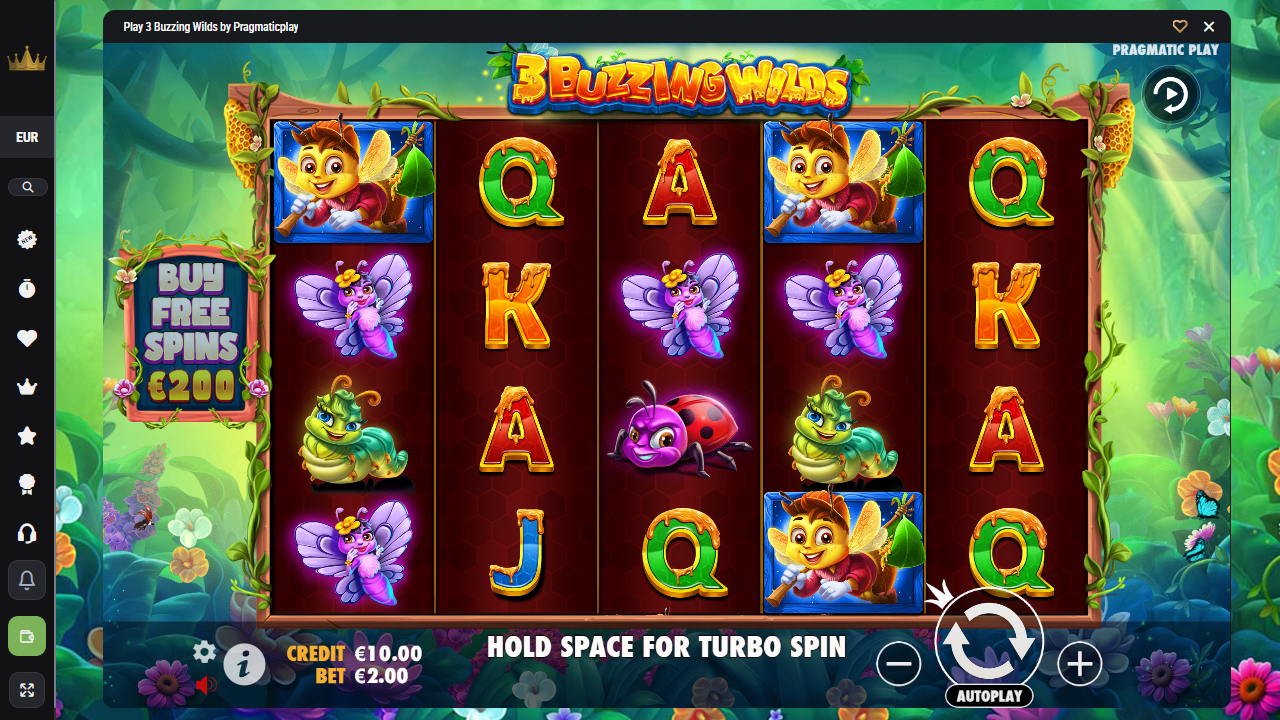 Play 3 Buzzing Wilds by Pragmaticplay
PRAGMATIC PLAY
3 BUZZING WILDS
EUR
NEW
Q
A
Q
K
K
A
A
J
Q
Q
BUY
FREE
SPINS
€200
CREDIT €10.00
BET €2.00
HOLD SPACE FOR TURBO SPIN
AUTOPLAY